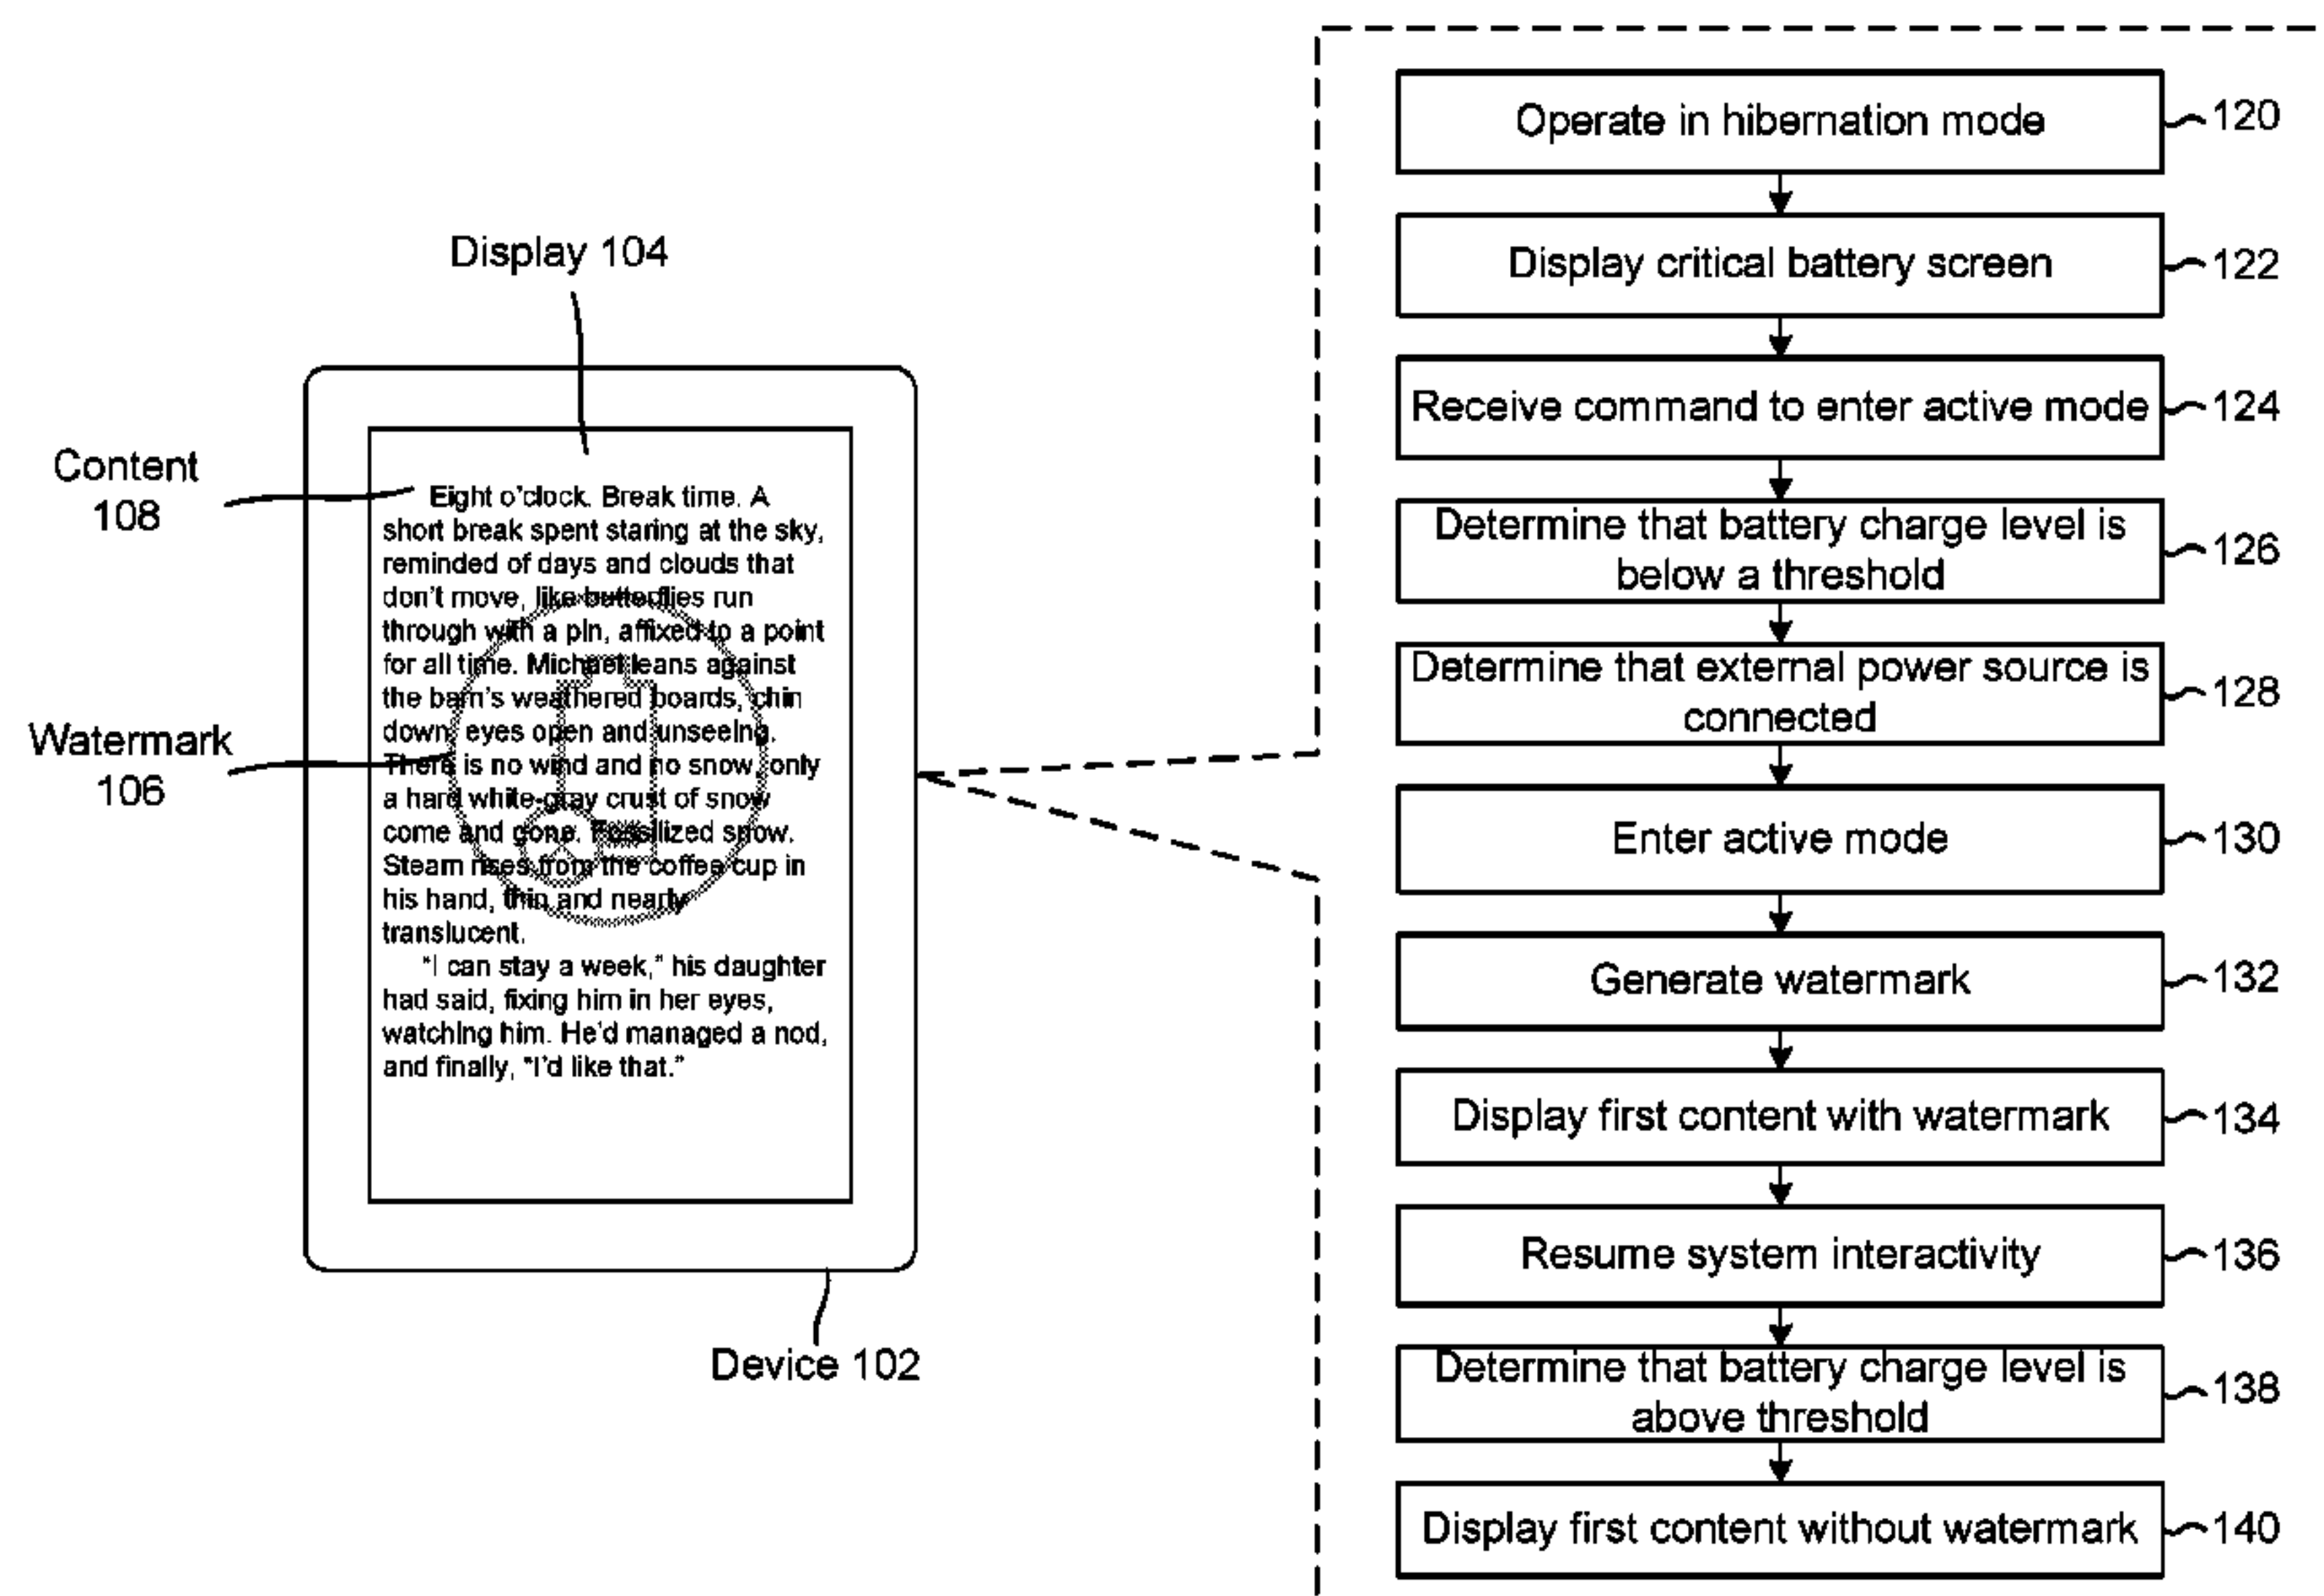 Display 104
Content
108
Eight o'clock. Break time. A
short break spent staring at the sky,
reminded of days and clouds that
don't move, like butterflies run
through with a pin, affixed to a point
for all time. Michael leans against
the barn's weathered boards, chin
down, eyes open and unseeing.
There is no wind and no snow, only
a hard white-gray crust of snow
come and gone. Fossilized snow.
Steam rises from the coffee cup in
his hand, thin and nearly
translucent.
"I can stay a week," his daughter
had said, fixing him in her eyes,
watching him. He'd managed a nod,
and finally, "I'd like that."
Watermark
106
Device 102
Operate in hibernation mode
120
Display critical battery screen
122
Receive command to enter active mode
124
Determine that battery charge level is
below a threshold
126
Determine that external power source is
connected
128
Enter active mode
130
Generate watermark
132
Display first content with watermark
134
Resume system interactivity
136
Determine that battery charge level is
above threshold
138
Display first content without watermark
140